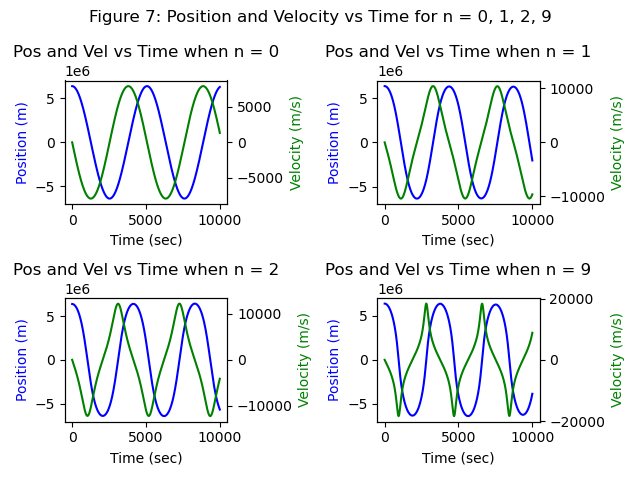 Figure 7: Position and Velocity vs Time for n = 0, 1, 2, 9
Pos and Vel vs Time when n = 0
1e6
5
0
−5
Position (m)
5000
0
−5000
Velocity (m/s)
0 5000 10000
Time (sec)
Pos and Vel vs Time when n = 1
1e6
5
0
−5
Position (m)
10000
0
−10000
Velocity (m/s)
0 5000 10000
Time (sec)
Pos and Vel vs Time when n = 2
1e6
5
0
−5
Position (m)
10000
0
−10000
Velocity (m/s)
0 5000 10000
Time (sec)
Pos and Vel vs Time when n = 9
1e6
5
0
−5
Position (m)
20000
0
−20000
Velocity (m/s)
0 5000 10000
Time (sec)